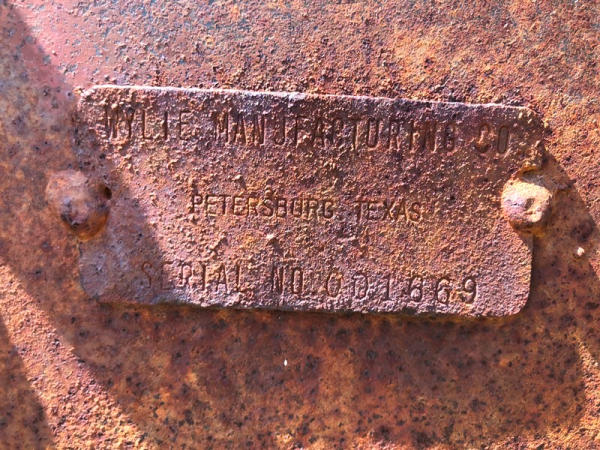 WYLIE MANUFACTURING CO
PETERSBURG TEXAS
SERIAL NO 001669